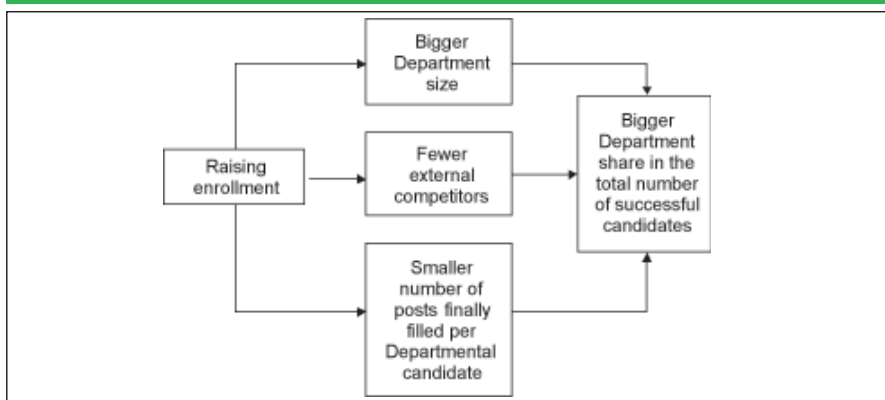 Bigger
Department
size
Raising
enrollment
Fewer
external
competitors
Bigger
Department
share in the
total number
of successful
candidates
Smaller
number of
posts finally
filled per
Departmental
candidate